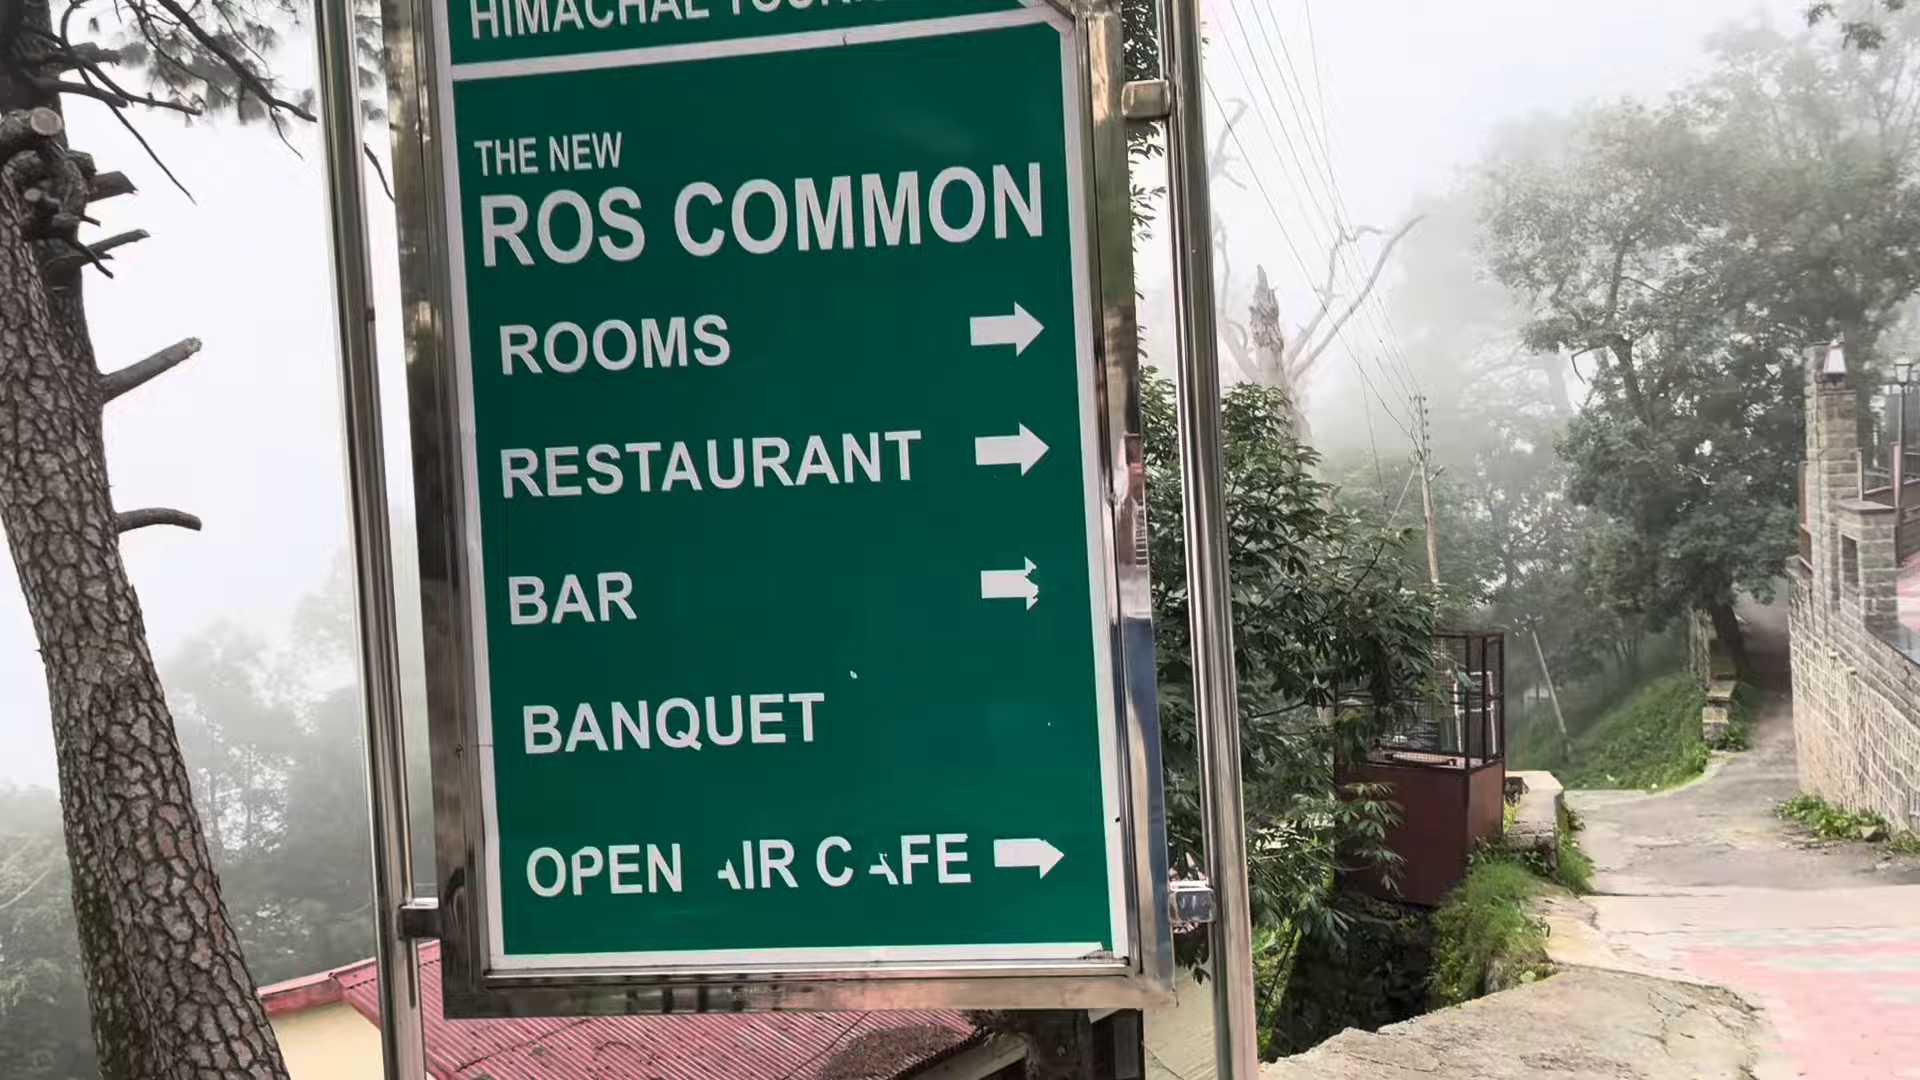 HIMACHAL
THE NEW
ROS COMMON
ROOMS
RESTAURANT
BAR
BANQUET
OPEN AIR CAFE